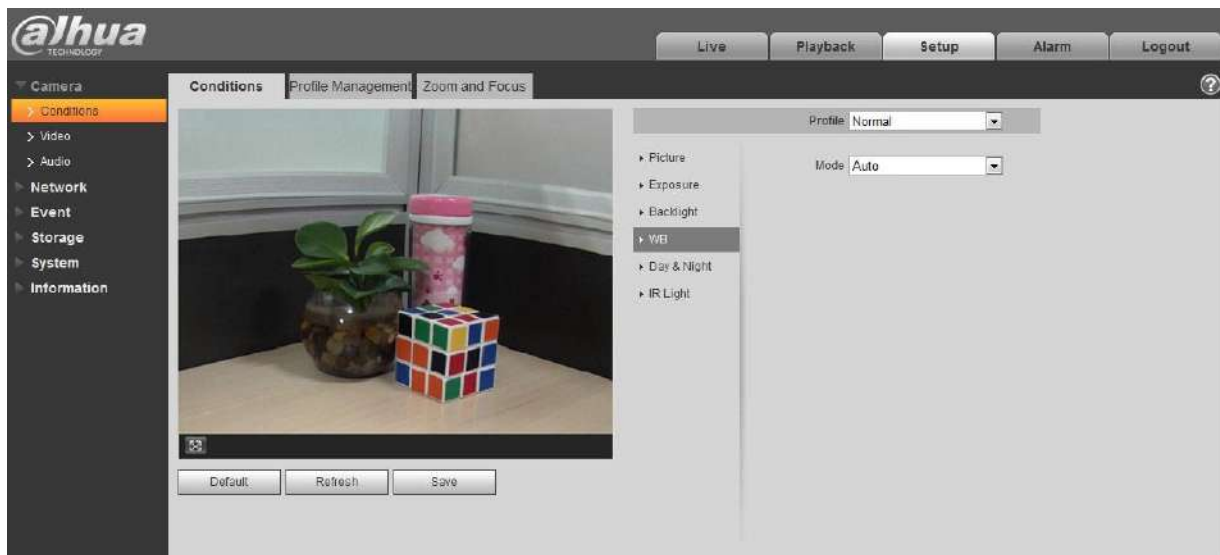 alhua
TECHNOLOGY
Live
Playback
Setup
Alarm
Logout
Camera
Conditions
Video
Audio
Network
Event
Storage
System
Information
Conditions
Profile Management
Zoom and Focus
?
Profile Normal
Picture
Exposure
Backlight
WB
Day & Night
IR Light
Mode Auto
Default
Refresh
Save